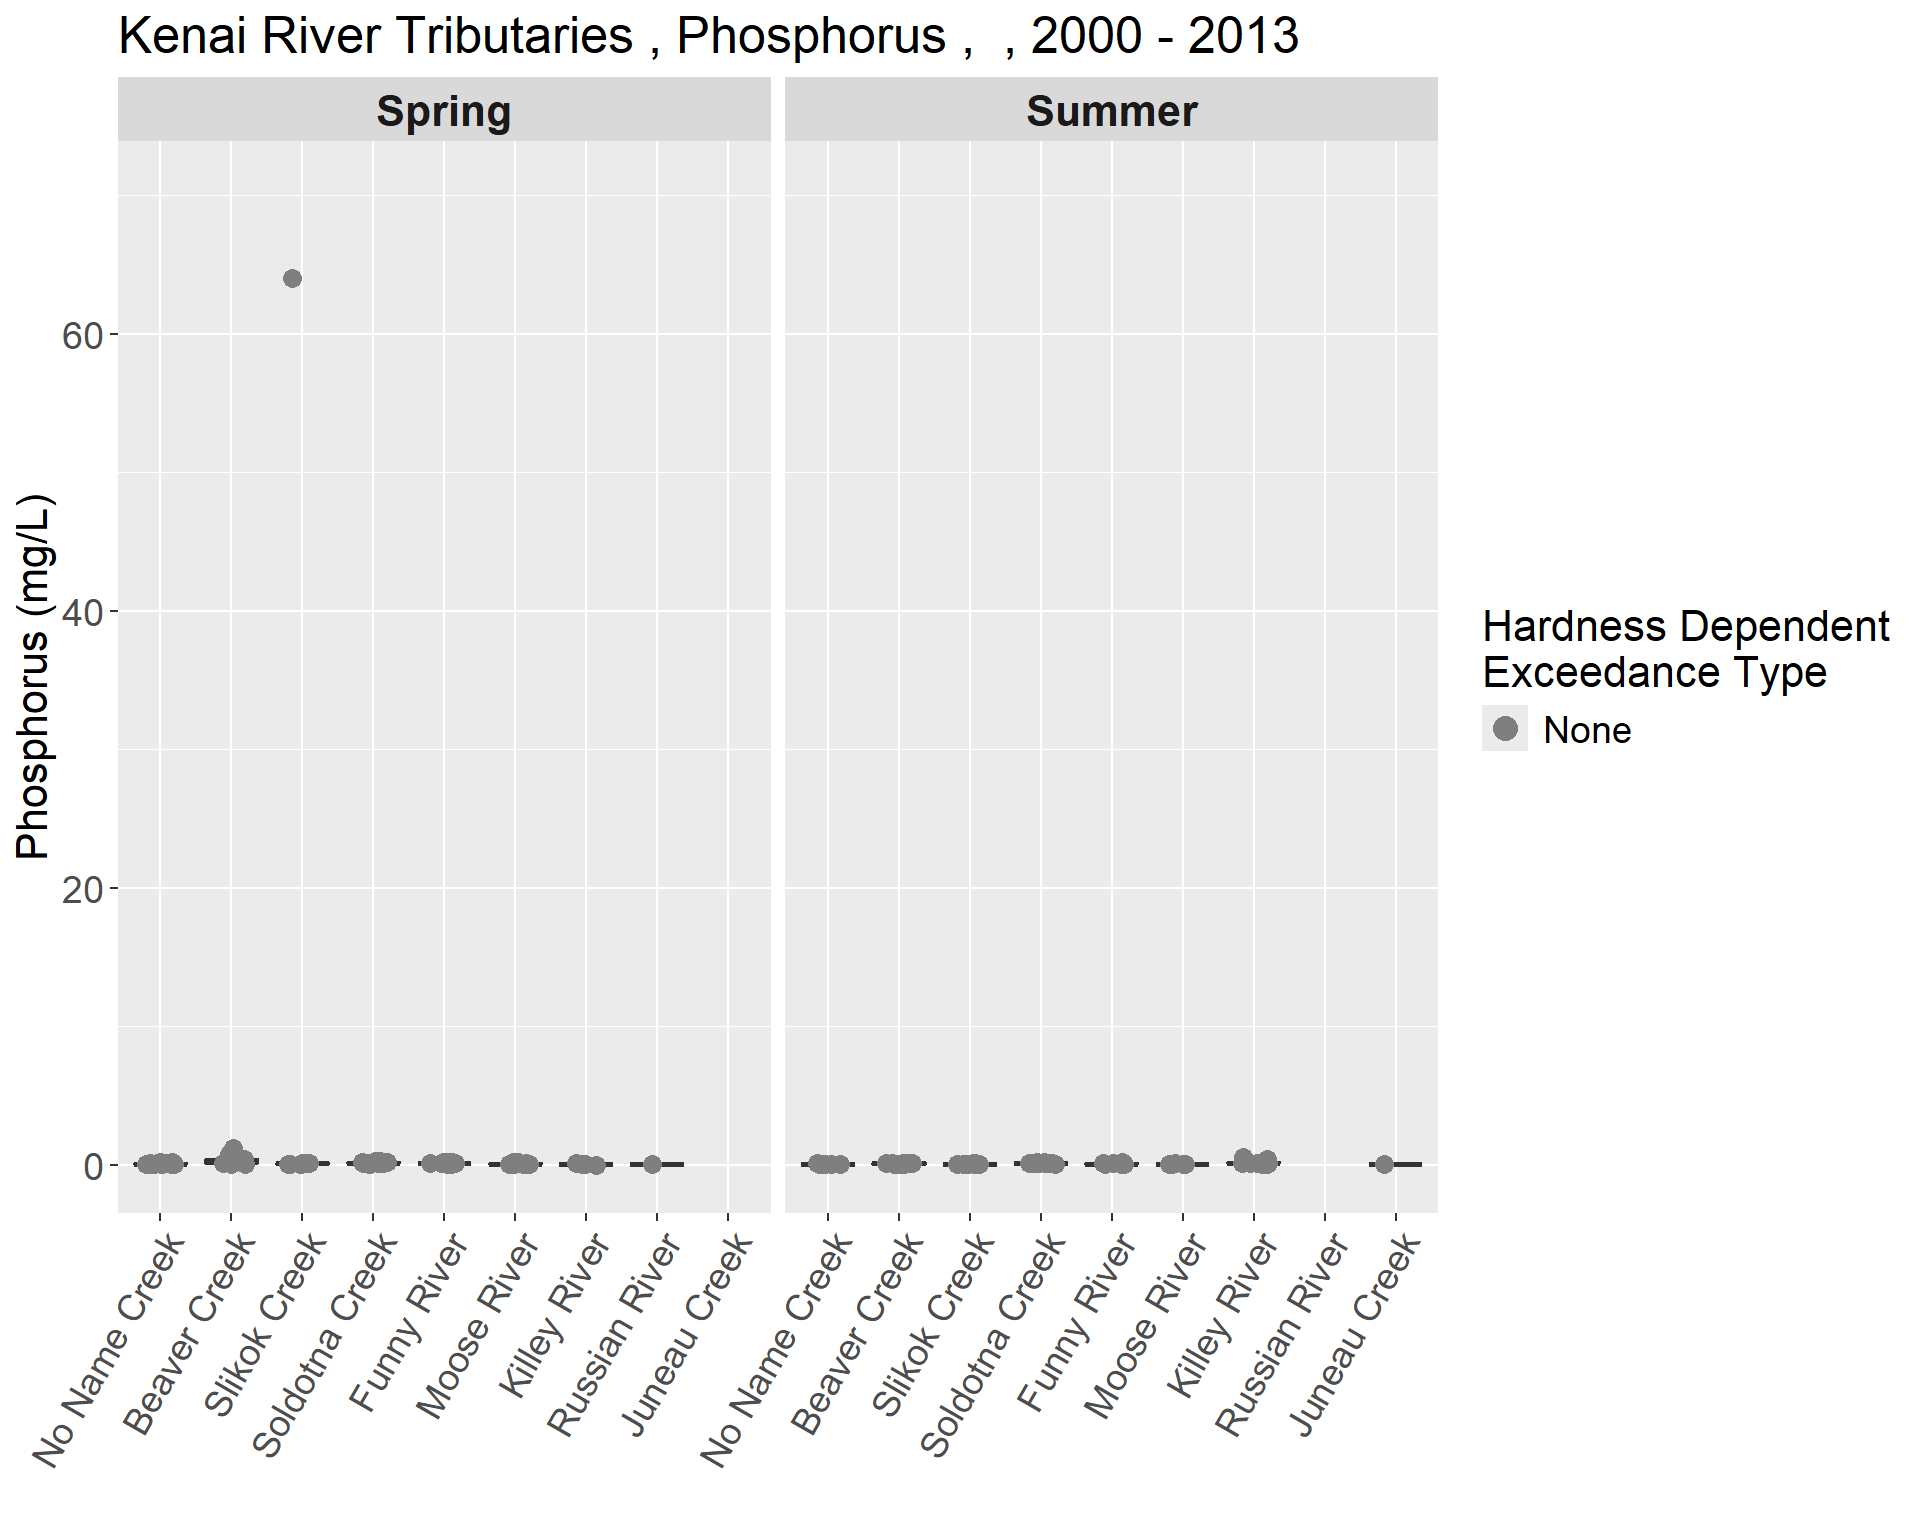 Kenai River Tributaries , Phosphorus ,  , 2000 - 2013
Spring
Summer
Phosphorus (mg/L)
60
40
20
0
No Name Creek
Beaver Creek
Slikok Creek
Soldotna Creek
Funny River
Moose River
Killey River
Russian River
Juneau Creek
No Name Creek
Beaver Creek
Slikok Creek
Soldotna Creek
Funny River
Moose River
Killey River
Russian River
Juneau Creek
Hardness Dependent
Exceedance Type
None